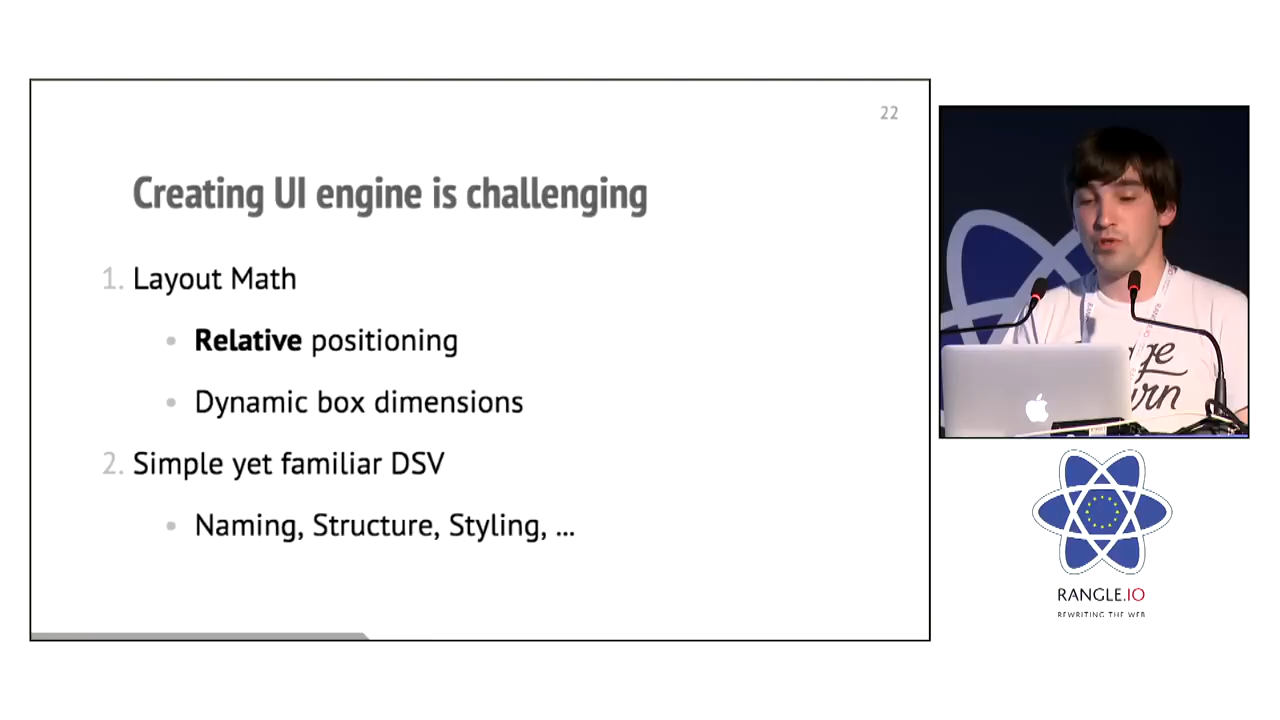 22
Creating UI engine is challenging
1. Layout Math
• Relative positioning
• Dynamic box dimensions
2. Simple yet familiar DSV
• Naming, Structure, Styling, ...
RANGLE.IO
REWRITING THE WEB